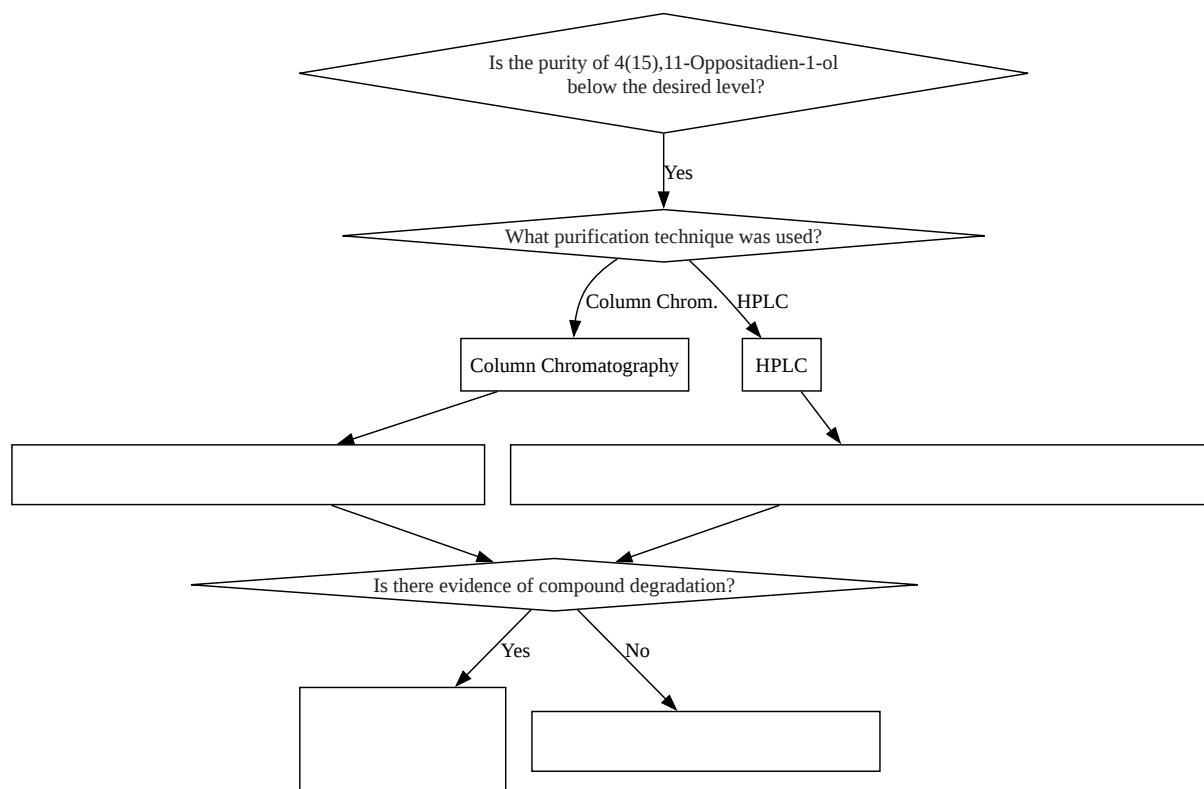 Is the purity of 4(15),11-Oppositadien-1-ol
below the desired level?
Yes
What purification technique was used?
Column Chrom.
HPLC
Column Chromatography
HPLC
Is there evidence of compound degradation?
Yes
No